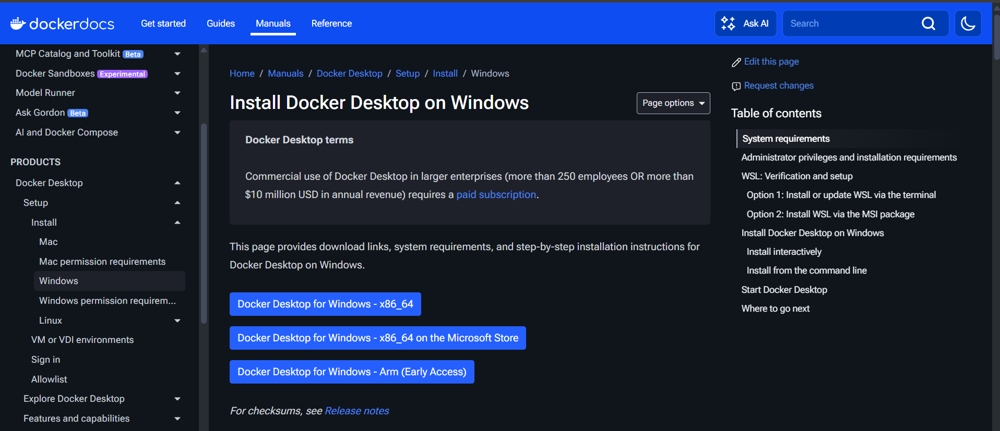 dockerdocs
Get started
Guides
Manuals
Reference
Ask AI
Search
MCP Catalog and Toolkit Beta
Docker Sandboxes Experimental
Model Runner
Ask Gordon Beta
AI and Docker Compose
PRODUCTS
Docker Desktop
Setup
Install
Mac
Mac permission requirements
Windows
Windows permission requirem...
Linux
VM or VDI environments
Sign in
Allowlist
Explore Docker Desktop
Features and capabilities
Home / Manuals / Docker Desktop / Setup / Install / Windows
Install Docker Desktop on Windows
Page options
Docker Desktop terms
Commercial use of Docker Desktop in larger enterprises (more than 250 employees OR more than
$10 million USD in annual revenue) requires a paid subscription.
This page provides download links, system requirements, and step-by-step installation instructions for
Docker Desktop on Windows.
Docker Desktop for Windows - x86_64
Docker Desktop for Windows - x86_64 on the Microsoft Store
Docker Desktop for Windows - Arm (Early Access)
For checksums, see Release notes
Edit this page
Request changes
Table of contents
System requirements
Administrator privileges and installation requirements
WSL: Verification and setup
Option 1: Install or update WSL via the terminal
Option 2: Install WSL via the MSI package
Install Docker Desktop on Windows
Install interactively
Install from the command line
Start Docker Desktop
Where to go next